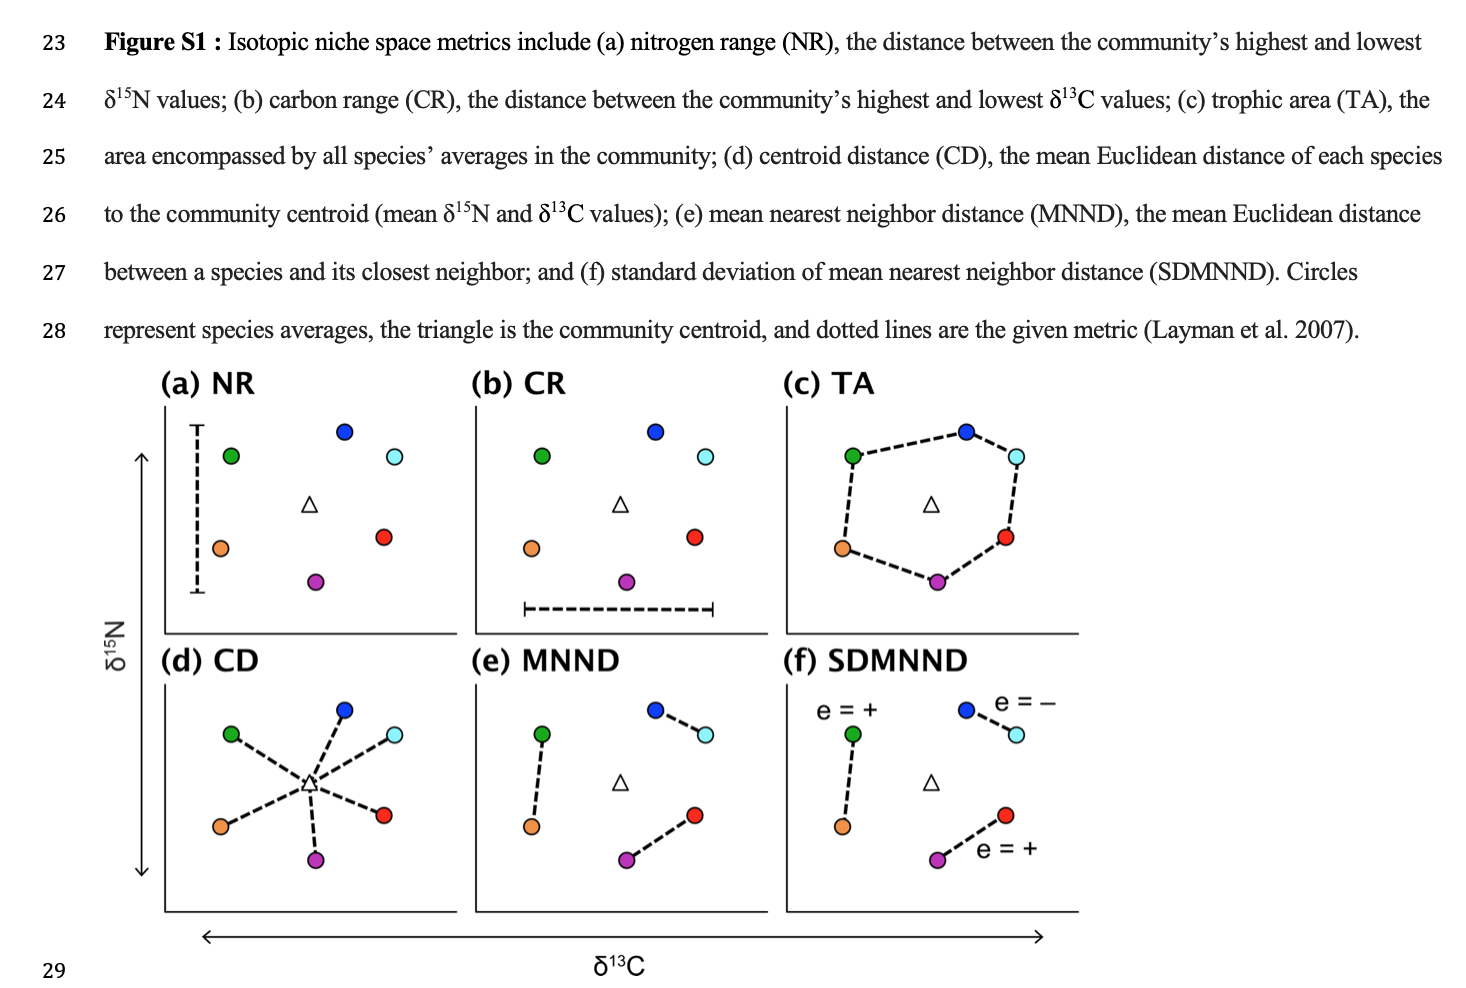 23 Figure S1 : Isotopic niche space metrics include (a) nitrogen range (NR), the distance between the community’s highest and lowest
24 δ¹⁵N values; (b) carbon range (CR), the distance between the community’s highest and lowest δ¹³C values; (c) trophic area (TA), the
25 area encompassed by all species’ averages in the community; (d) centroid distance (CD), the mean Euclidean distance of each species
26 to the community centroid (mean δ¹⁵N and δ¹³C values); (e) mean nearest neighbor distance (MNND), the mean Euclidean distance
27 between a species and its closest neighbor; and (f) standard deviation of mean nearest neighbor distance (SDMNND). Circles
28 represent species averages, the triangle is the community centroid, and dotted lines are the given metric (Layman et al. 2007).
(a) NR
(b) CR
(c) TA
δ¹⁵N
(d) CD
(e) MNND
(f) SDMNND
e = +
e = –
e = +
δ¹³C
29